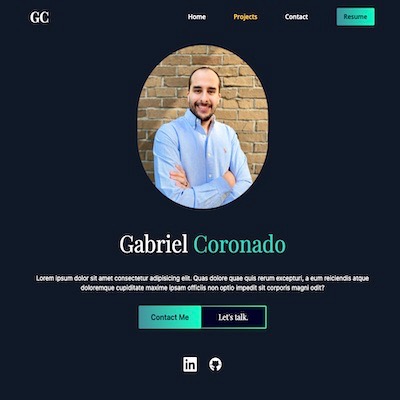 GC
Home
Projects
Contact
Resume
Gabriel Coronado
Lorem ipsum dolor sit amet consectetur adipisicing elit. Quas dolore quae quis rerum excepturi, a eum reiciendis atque
doloremque cupiditate maxime ipsam officiis non optio impedit sit corporis magni odit?
Contact Me
Let's talk.